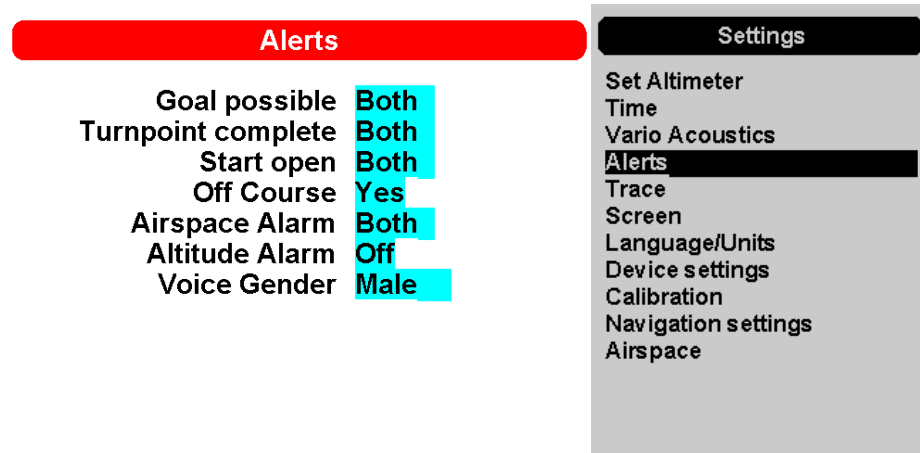 Alerts
Goal possible Both
Turnpoint complete Both
Start open Both
Off Course Yes
Airspace Alarm Both
Altitude Alarm Off
Voice Gender Male
Settings
Set Altimeter
Time
Vario Acoustics
Alerts
Trace
Screen
Language/Units
Device settings
Calibration
Navigation settings
Airspace